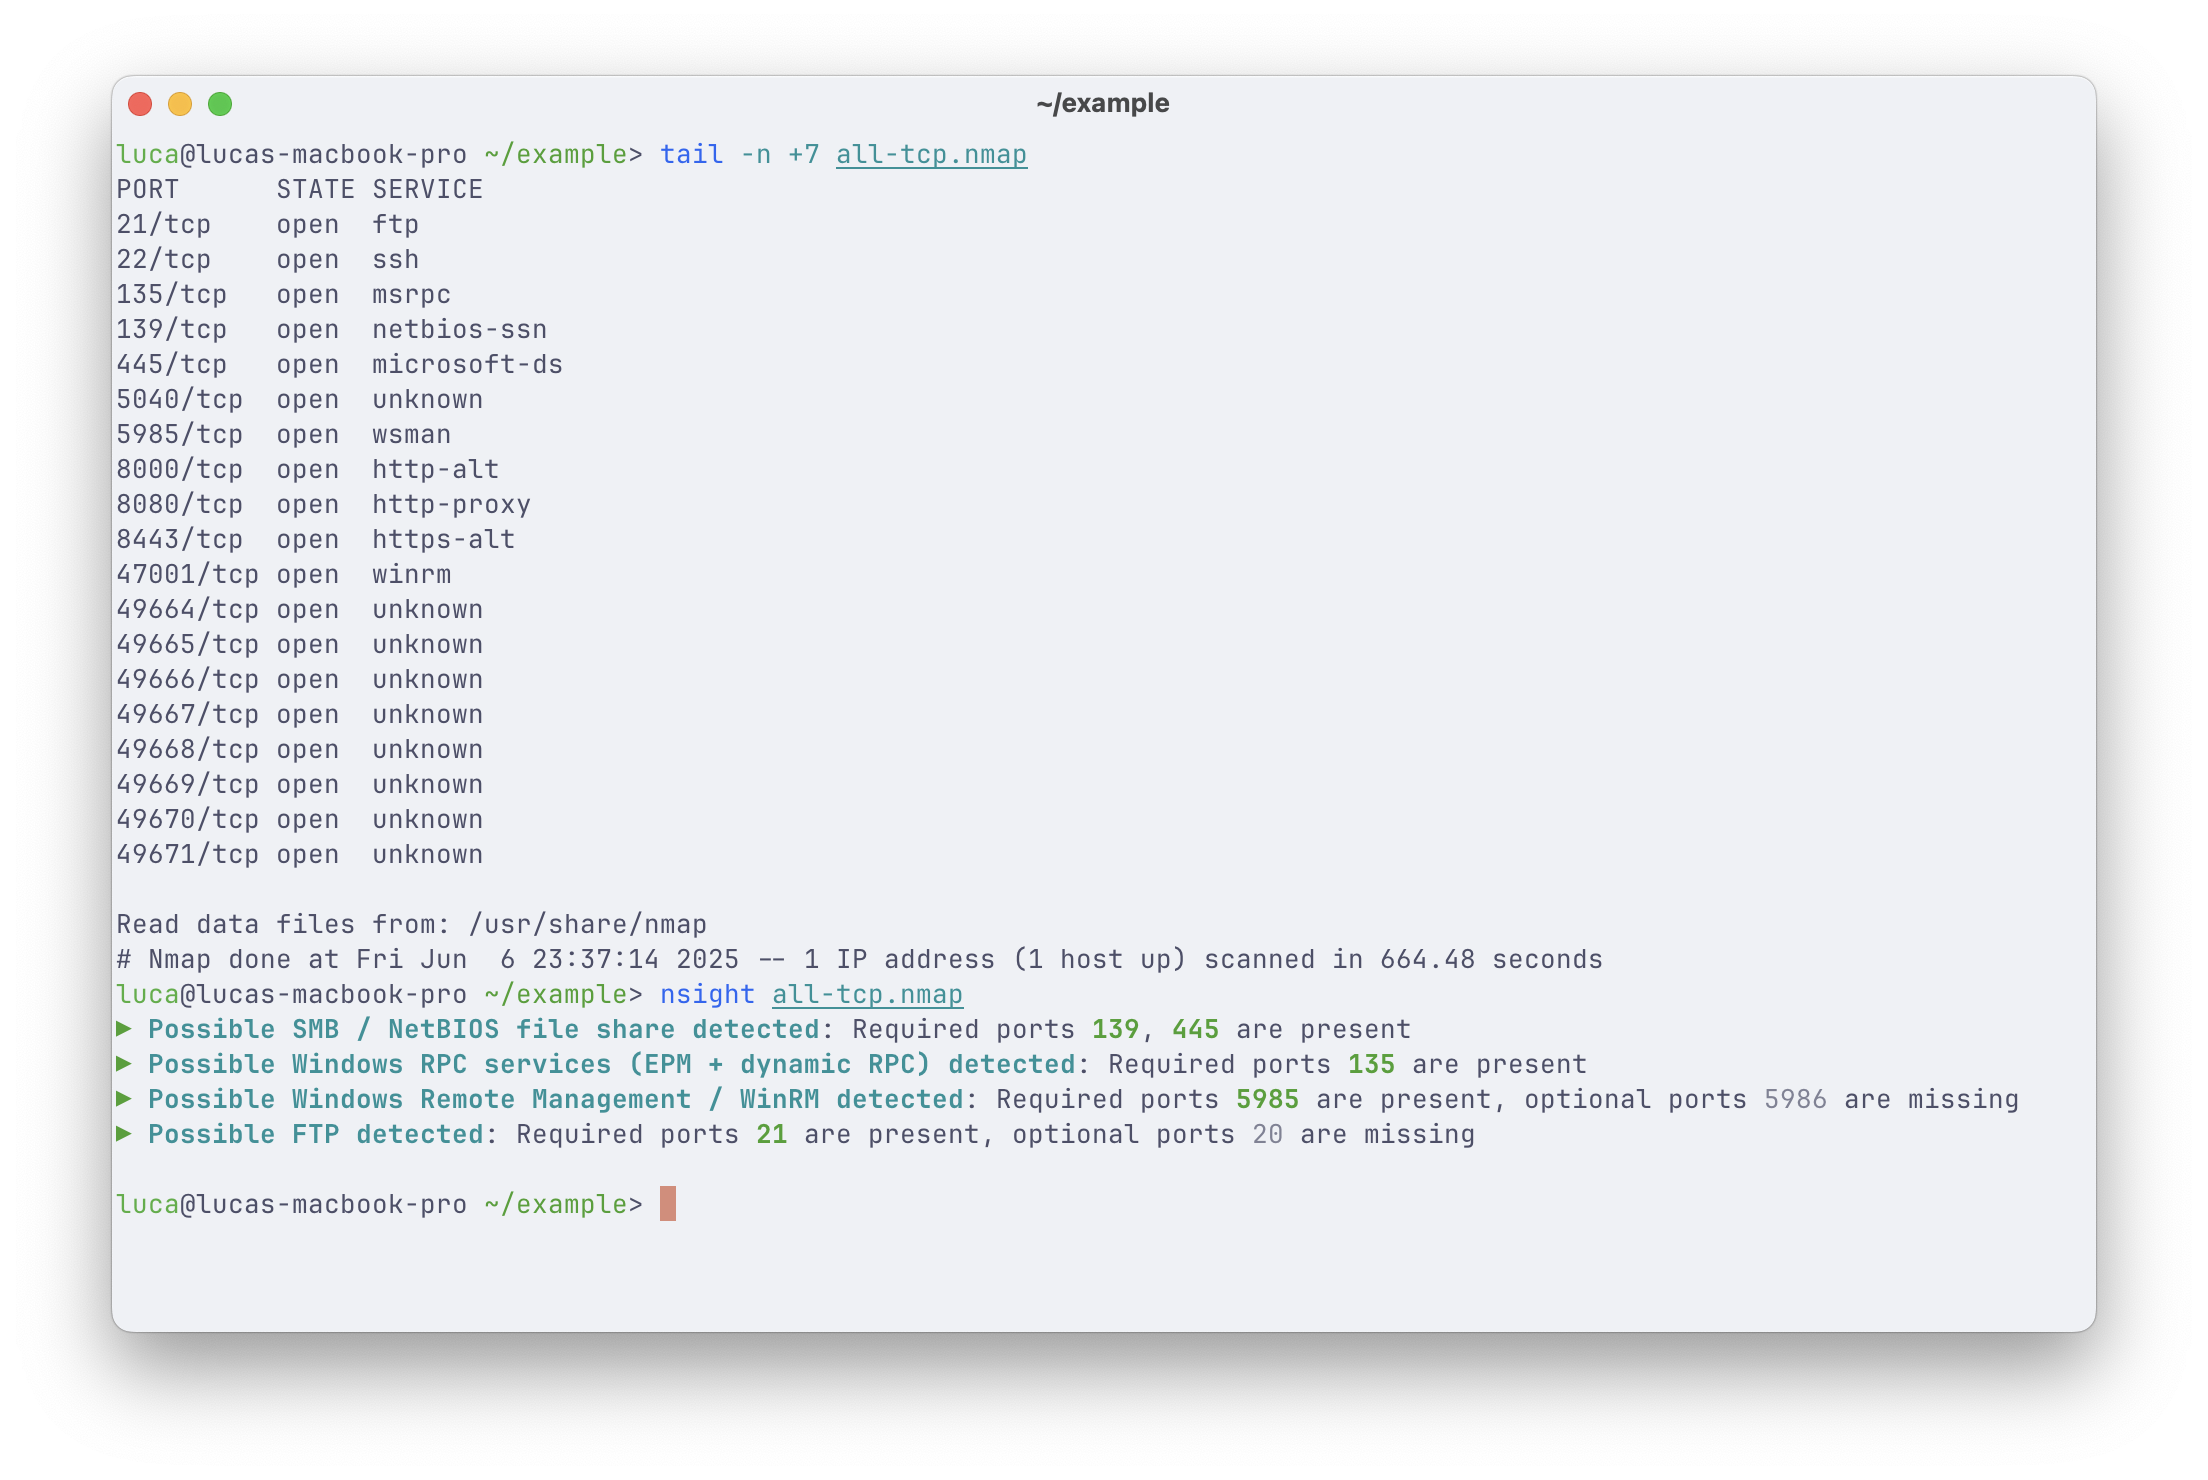 ~/example
luca@lucas-macbook-pro ~/example> tail -n +7 all-tcp.nmap
PORT      STATE SERVICE
21/tcp    open  ftp
22/tcp    open  ssh
135/tcp   open  msrpc
139/tcp   open  netbios-ssn
445/tcp   open  microsoft-ds
5040/tcp  open  unknown
5985/tcp  open  wsman
8000/tcp  open  http-alt
8080/tcp  open  http-proxy
8443/tcp  open  https-alt
47001/tcp open  winrm
49664/tcp open  unknown
49665/tcp open  unknown
49666/tcp open  unknown
49667/tcp open  unknown
49668/tcp open  unknown
49669/tcp open  unknown
49670/tcp open  unknown
49671/tcp open  unknown
Read data files from: /usr/share/nmap
# Nmap done at Fri Jun  6 23:37:14 2025 -- 1 IP address (1 host up) scanned in 664.48 seconds
luca@lucas-macbook-pro ~/example> nsight all-tcp.nmap
▶ Possible SMB / NetBIOS file share detected: Required ports 139, 445 are present
▶ Possible Windows RPC services (EPM + dynamic RPC) detected: Required ports 135 are present
▶ Possible Windows Remote Management / WinRM detected: Required ports 5985 are present, optional ports 5986 are missing
▶ Possible FTP detected: Required ports 21 are present, optional ports 20 are missing
luca@lucas-macbook-pro ~/example>